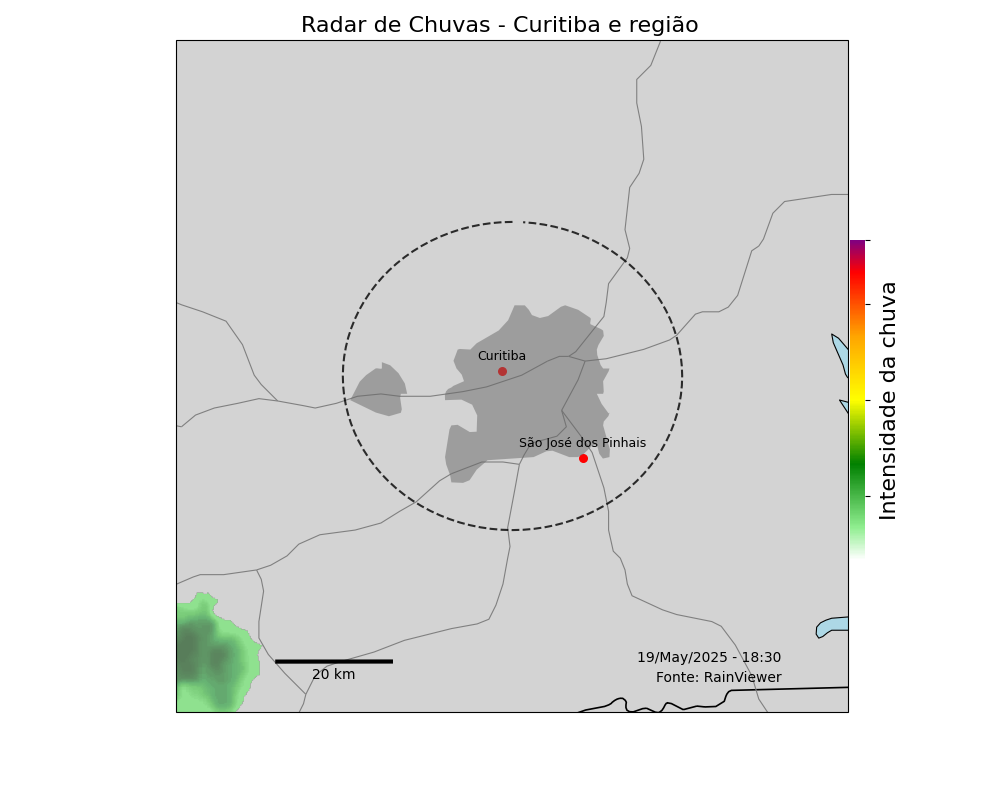 Radar de Chuvas - Curitiba e região
Curitiba
São José dos Pinhais
Intensidade da chuva
20 km
19/May/2025 - 18:30
Fonte: RainViewer